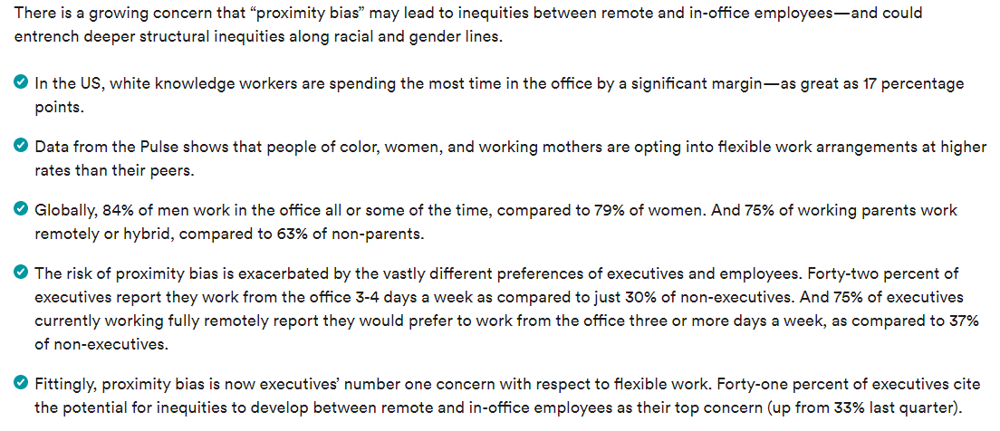 There is a growing concern that “proximity bias” may lead to inequities between remote and in-office employees—and could
entrench deeper structural inequities along racial and gender lines.
In the US, white knowledge workers are spending the most time in the office by a significant margin—as great as 17 percentage
points.
Data from the Pulse shows that people of color, women, and working mothers are opting into flexible work arrangements at higher
rates than their peers.
Globally, 84% of men work in the office all or some of the time, compared to 79% of women. And 75% of working parents work
remotely or hybrid, compared to 63% of non-parents.
The risk of proximity bias is exacerbated by the vastly different preferences of executives and employees. Forty-two percent of
executives report they work from the office 3-4 days a week as compared to just 30% of non-executives. And 75% of executives
currently working fully remotely report they would prefer to work from the office three or more days a week, as compared to 37%
of non-executives.
Fittingly, proximity bias is now executives’ number one concern with respect to flexible work. Forty-one percent of executives cite
the potential for inequities to develop between remote and in-office employees as their top concern (up from 33% last quarter).